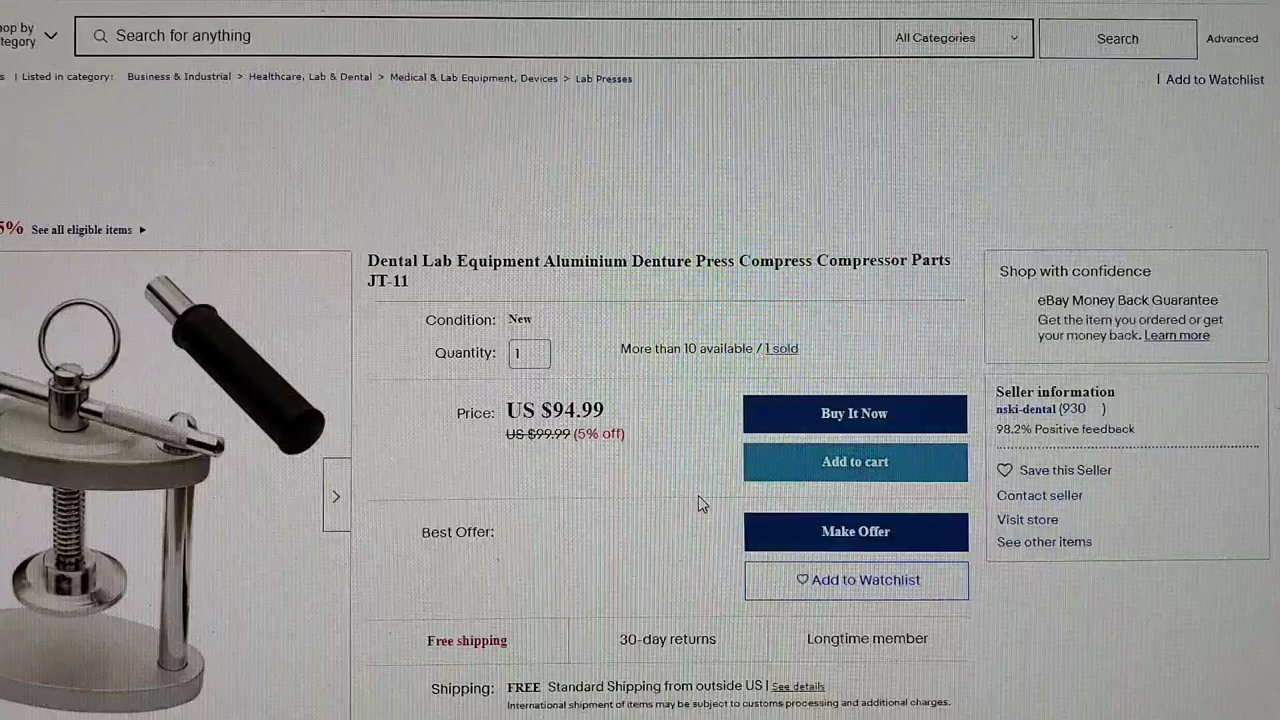 hop by
tegory
Search for anything
All Categories
Search
Advanced
s | Listed in category: Business & Industrial > Healthcare, Lab & Dental > Medical & Lab Equipment, Devices > Lab Presses
| Add to Watchlist
5% See all eligible items
Dental Lab Equipment Aluminium Denture Press Compress Compressor Parts
JT-11
Condition: New
Quantity: 1
More than 10 available / 1 sold
Price: US $94.99
US $99.99 (5% off)
Buy It Now
Add to cart
Best Offer:
Make Offer
Add to Watchlist
Free shipping
30-day returns
Longtime member
Shipping: FREE Standard Shipping from outside US | See details
International shipment of items may be subject to customs processing and additional charges.
Shop with confidence
eBay Money Back Guarantee
Get the item you ordered or get
your money back. Learn more
Seller information
nski-dental (930 )
98.2% Positive feedback
Save this Seller
Contact seller
Visit store
See other items